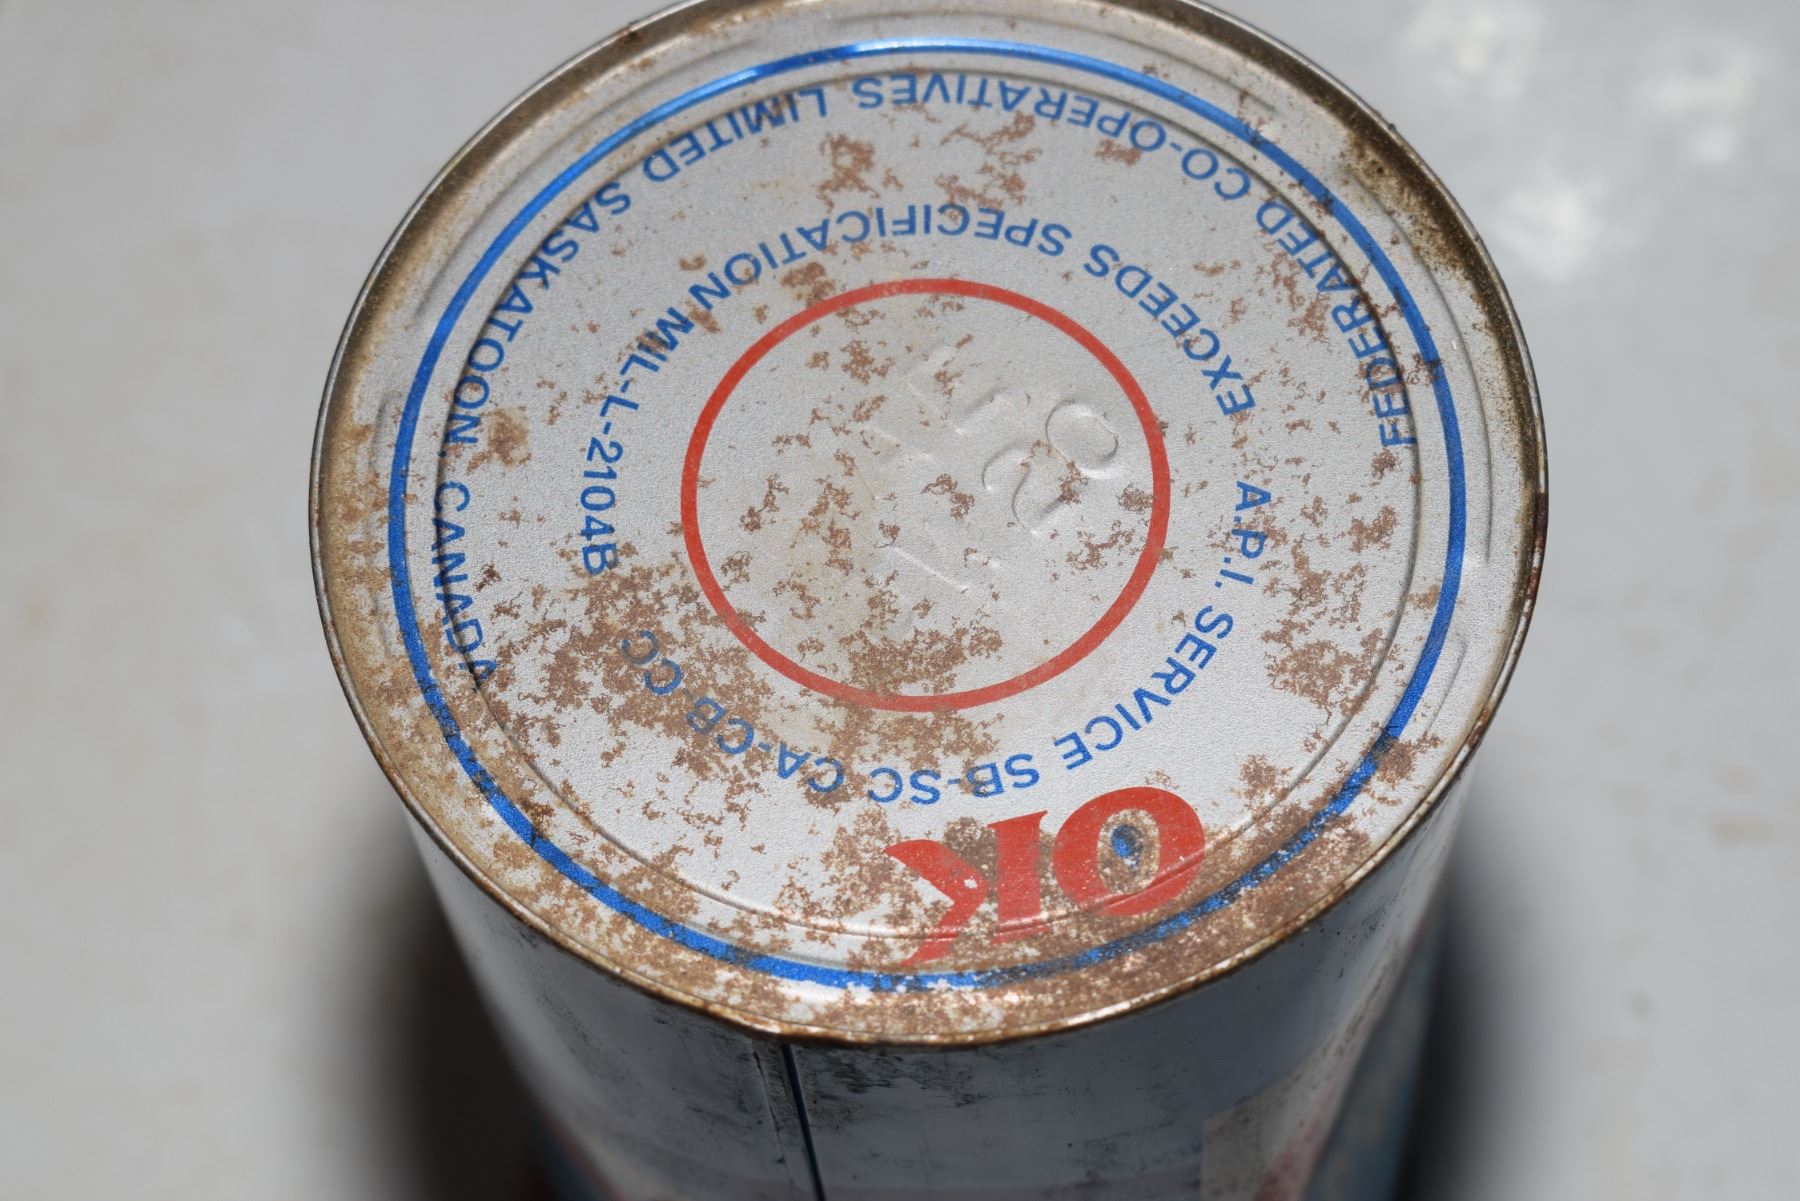 OK
A.P.I. SERVICE SB-SC CA-CB-CC
EXCEEDS SPECIFICATION MIL-L-2104B
FEDERATED CO-OPERATIVES LIMITED SASKATOON, CANADA